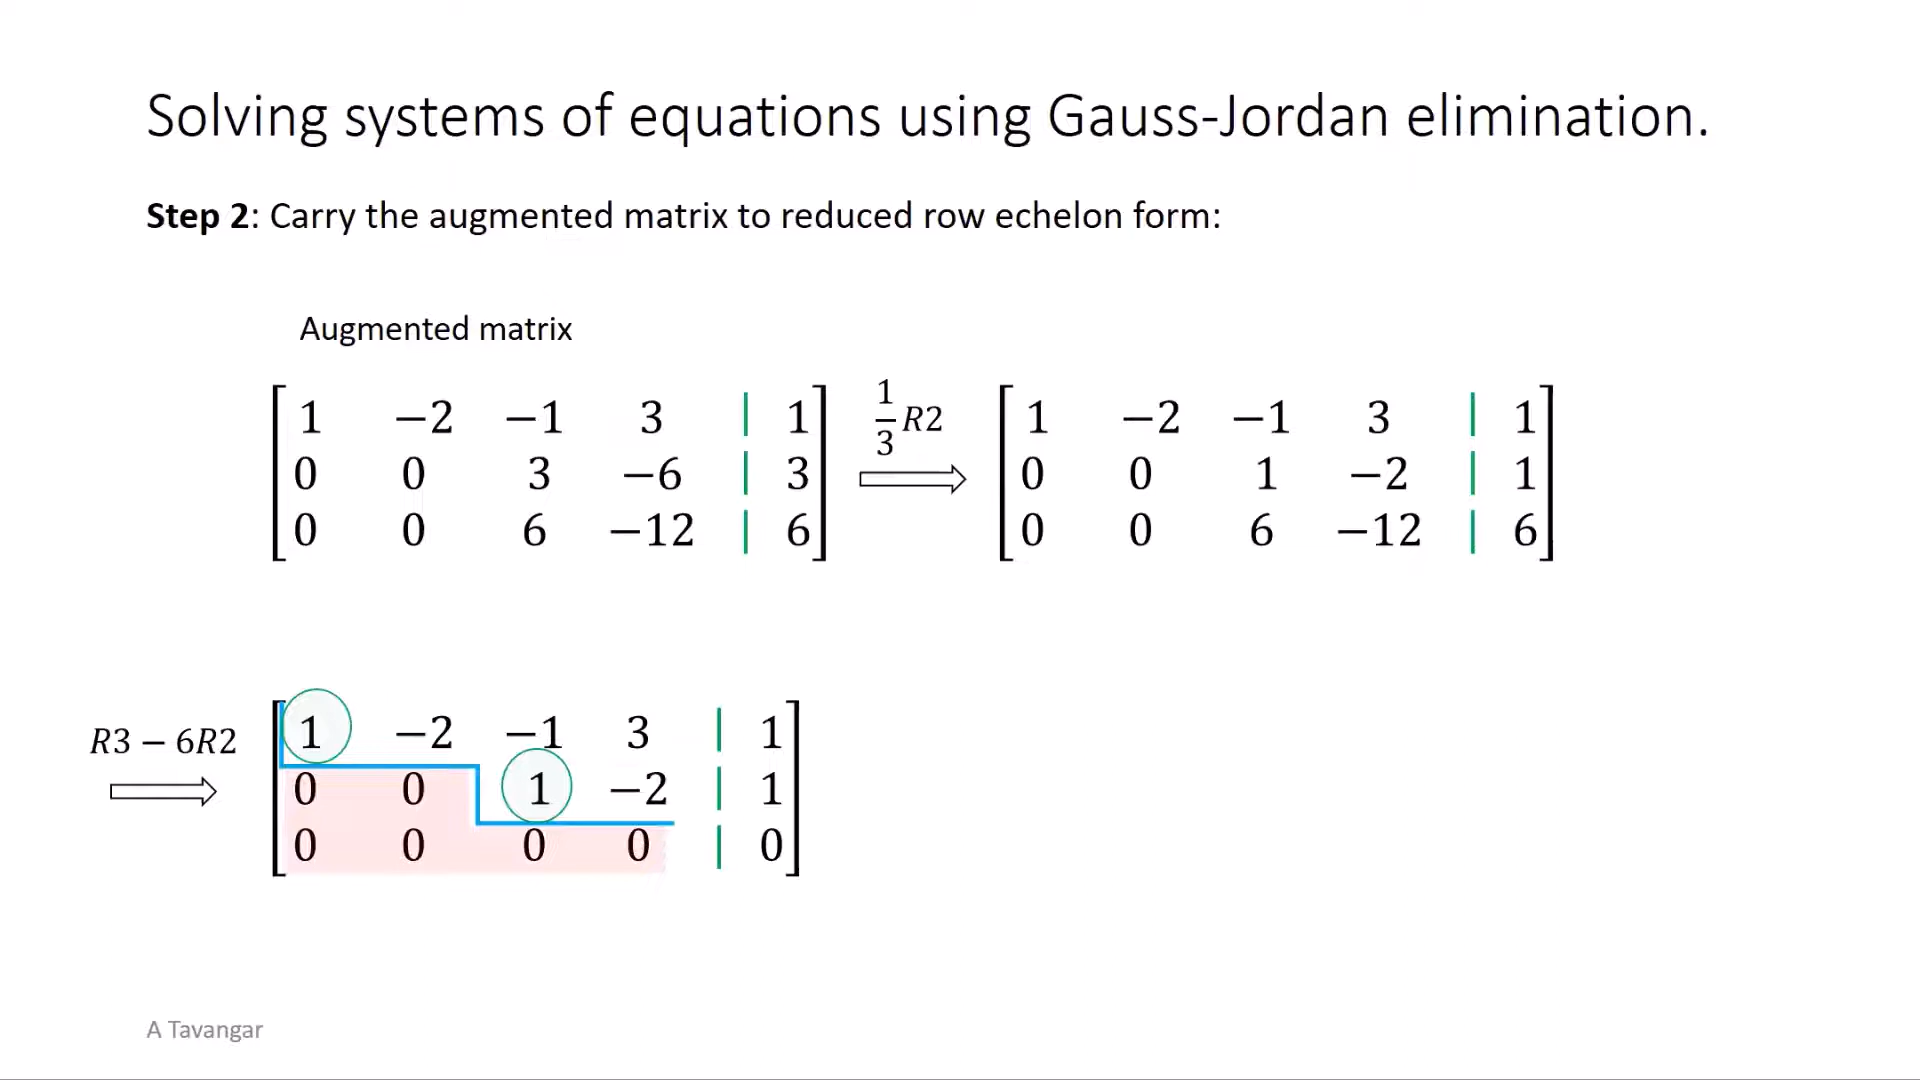 Solving systems of equations using Gauss-Jordan elimination.
Step 2: Carry the augmented matrix to reduced row echelon form:
Augmented matrix
[1 −2 −1 3 | 1]
[0 0 3 −6 | 3]
[0 0 6 −12 | 6]
1/3 R2
[1 −2 −1 3 | 1]
[0 0 1 −2 | 1]
[0 0 6 −12 | 6]
R3 − 6R2
[1 −2 −1 3 | 1]
[0 0 1 −2 | 1]
[0 0 0 0 | 0]
A Tavangar